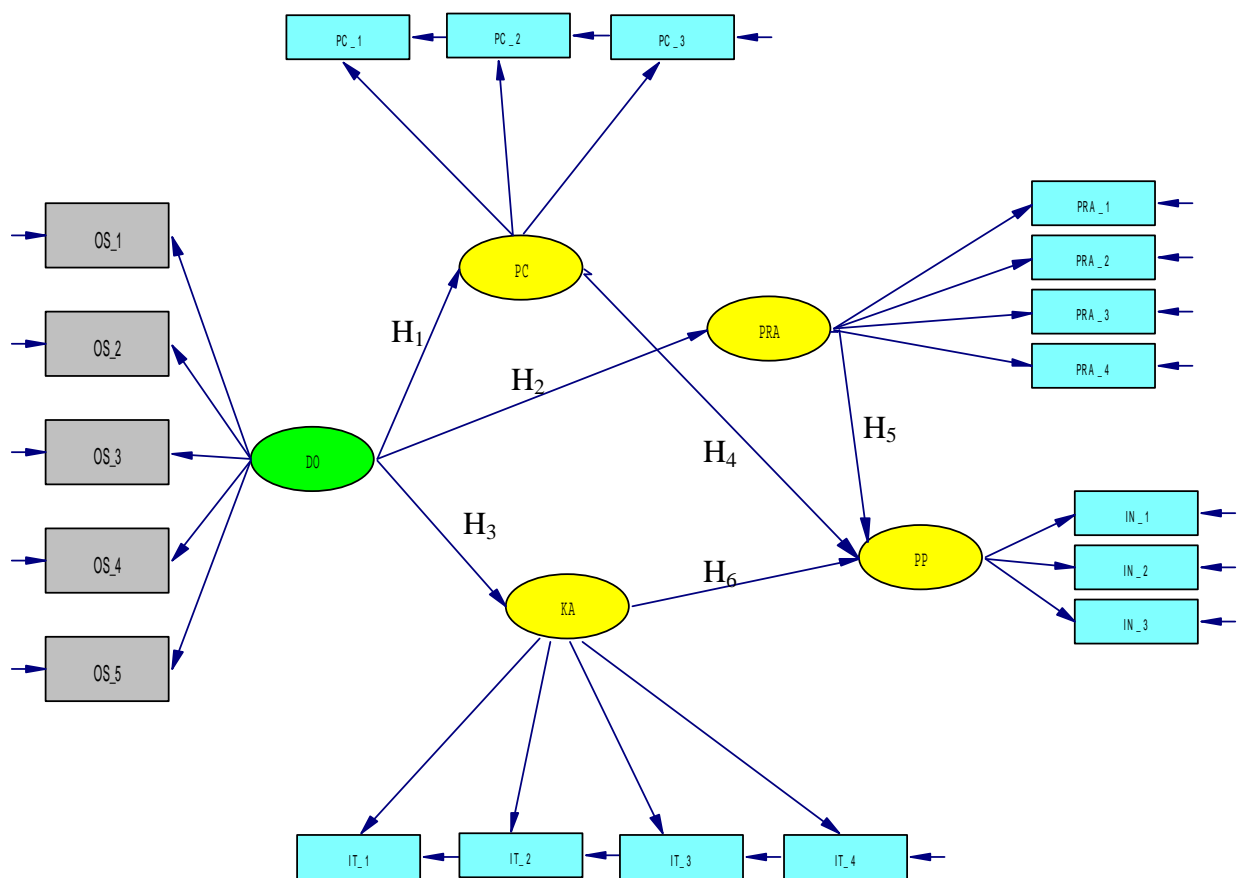 PC_1
PC_2
PC_3
OS_1
OS_2
OS_3
OS_4
OS_5
DO
PC
PRA
KA
PP
H₁
H₂
H₃
H₄
H₅
H₆
PRA_1
PRA_2
PRA_3
PRA_4
IN_1
IN_2
IN_3
IT_1
IT_2
IT_3
IT_4